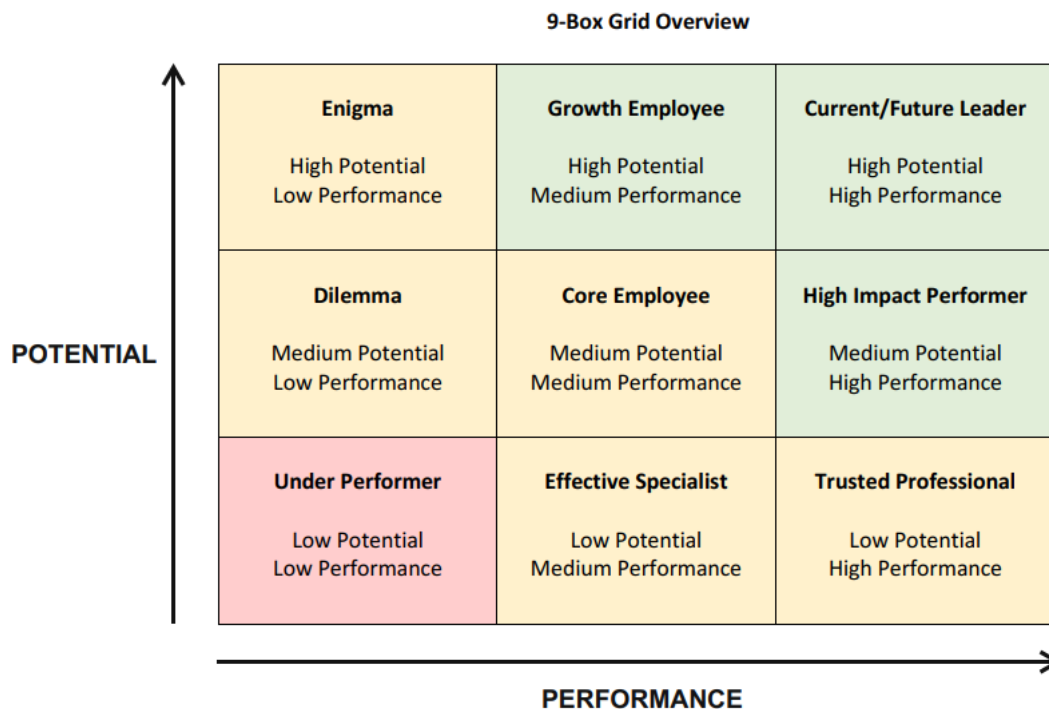 9-Box Grid Overview
Enigma
High Potential
Low Performance
Growth Employee
High Potential
Medium Performance
Current/Future Leader
High Potential
High Performance
Dilemma
Medium Potential
Low Performance
Core Employee
Medium Potential
Medium Performance
High Impact Performer
Medium Potential
High Performance
POTENTIAL
Under Performer
Low Potential
Low Performance
Effective Specialist
Low Potential
Medium Performance
Trusted Professional
Low Potential
High Performance
PERFORMANCE